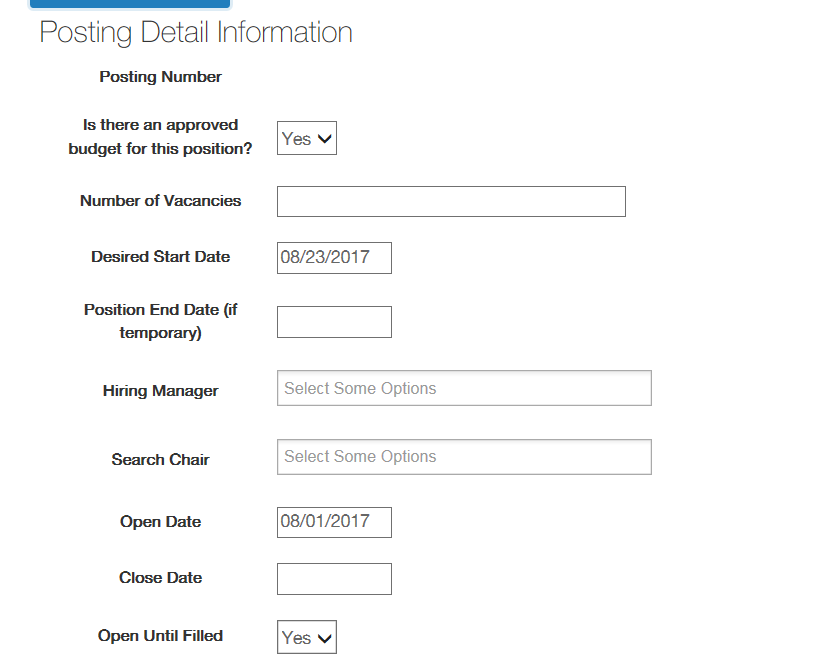 Posting Detail Information
Posting Number
Is there an approved
budget for this position?
Yes
Number of Vacancies
Desired Start Date
08/23/2017
Position End Date (if
temporary)
Hiring Manager
Select Some Options
Search Chair
Select Some Options
Open Date
08/01/2017
Close Date
Open Until Filled
Yes